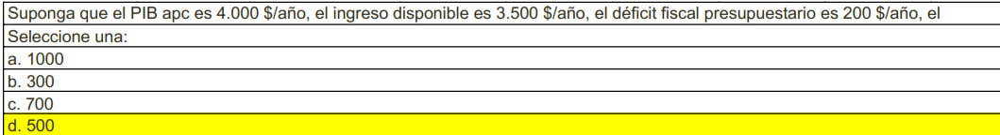 Suponga que el PIB apc es 4.000 $/año, el ingreso disponible es 3.500 $/año, el déficit fiscal presupuestario es 200 $/año, el
Seleccione una:
a. 1000
b. 300
c. 700
d. 500